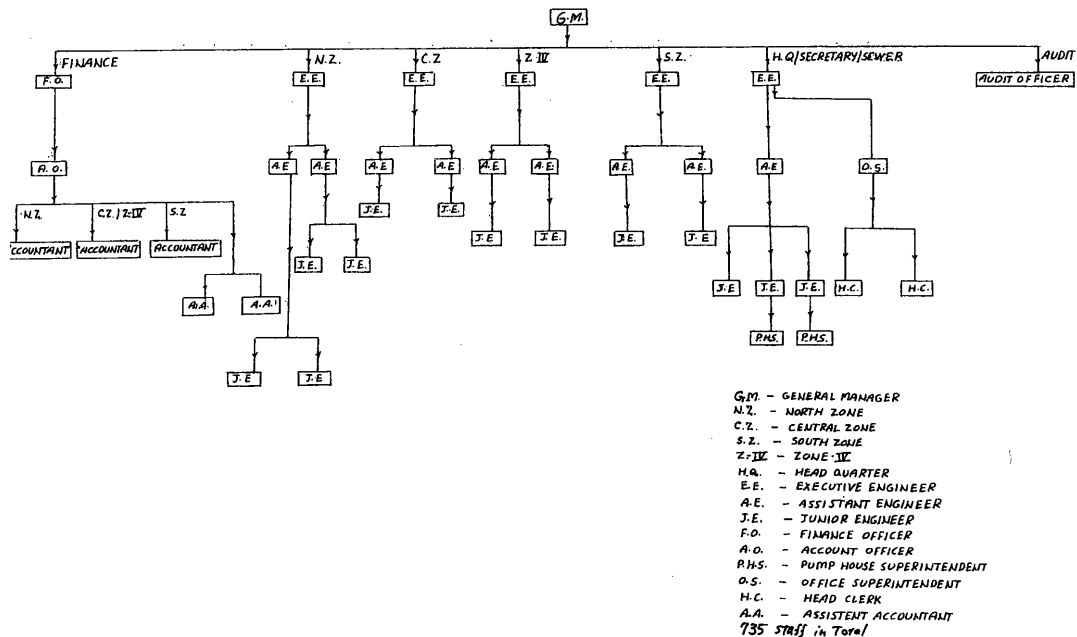 G.M.
FINANCE
N.Z.
C.Z
Z-IV
S.Z.
H.Q/SECRETARY/SEWER
AUDIT
F.O.
E.E.
E.E.
E.E.
E.E.
E.E.
AUDIT OFFICER
A.O.
A.E
A.E
A.E
A.E.
A.E
A.E.
A.E.
A.E.
A.E
O.S.
N.Z.
C.Z./Z-IV
S.Z
J.E.
J.E.
CCOUNTANT
ACCOUNTANT
ACCOUNTANT
J.E
J.E.
J.E.
J.E
J.E.
J.E.
A.A.
A.A.
J.E
J.E.
J.E.
H.C.
H.C.
P.H.S.
P.H.S.
J.E
J.E
G.M. - GENERAL MANAGER
N.Z. - NORTH ZONE
C.Z. - CENTRAL ZONE
S.Z. - SOUTH ZONE
Z-IV - ZONE-IV
H.Q. - HEAD QUARTER
E.E. - EXECUTIVE ENGINEER
A.E. - ASSISTANT ENGINEER
J.E. - JUNIOR ENGINEER
F.O. - FINANCE OFFICER
A.O. - ACCOUNT OFFICER
P.H.S. - PUMP HOUSE SUPERINTENDENT
O.S. - OFFICE SUPERINTENDENT
H.C. - HEAD CLERK
A.A. - ASSISTENT ACCOUNTANT
735 Staff in Total